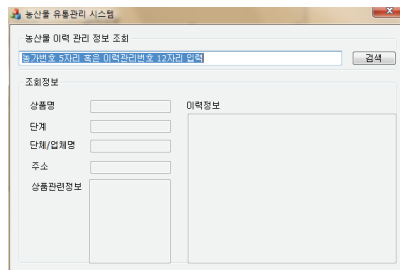 농산물 유통관리 시스템
농산물 이력 관리 정보 조회
농가번호 5자리 혹은 이력관리번호 12자리 입력
검색
조회정보
상품명
이력정보
단계
단체/업체명
주소
상품관련정보